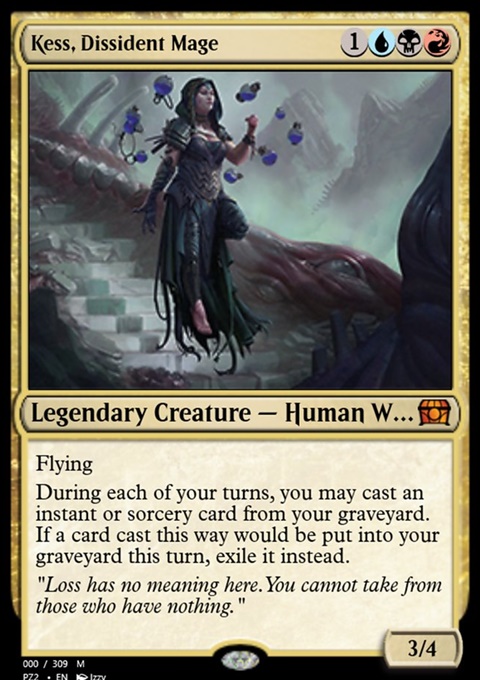 Kess, Dissident Mage 1
Legendary Creature — Human W...
Flying
During each of your turns, you may cast an
instant or sorcery card from your graveyard.
If a card cast this way would be put into your
graveyard this turn, exile it instead.
"Loss has no meaning here. You cannot take from
those who have nothing."
3/4
000 / 309 M
PZ2 • EN Izzy